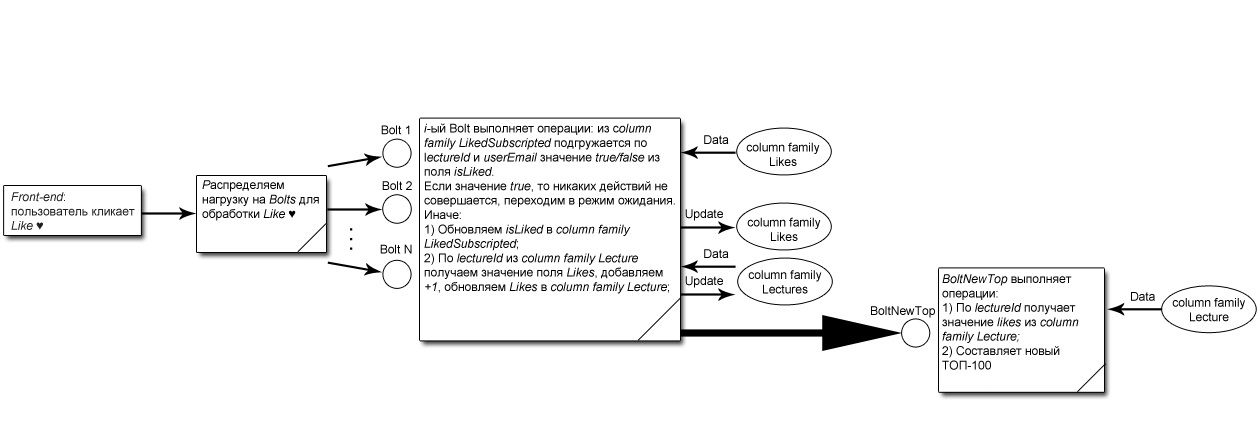 Front-end:
пользователь кликает
Like ♥
Распределяем
нагрузку на Bolts для
обработки Like ♥
Bolt 1
Bolt 2
Bolt N
i-ый Bolt выполняет операции: из column
family LikedSubscripted подгружается по
lectureId и userEmail значение true/false из
поля isLiked.
Если значение true, то никаких действий не
совершается, переходим в режим ожидания.
Иначе:
1) Обновляем isLiked в column family
LikedSubscripted;
2) По lectureId из column family Lecture
получаем значение поля Likes, добавляем
+1, обновляем Likes в column family Lecture;
Data
column family
Likes
Update
column family
Likes
Data
Update
column family
Lectures
BoltNewTop
BoltNewTop выполняет
операции:
1) По lectureId получает
значение likes из column
family Lecture;
2) Составляет новый
ТОП-100
Data
column family
Lecture